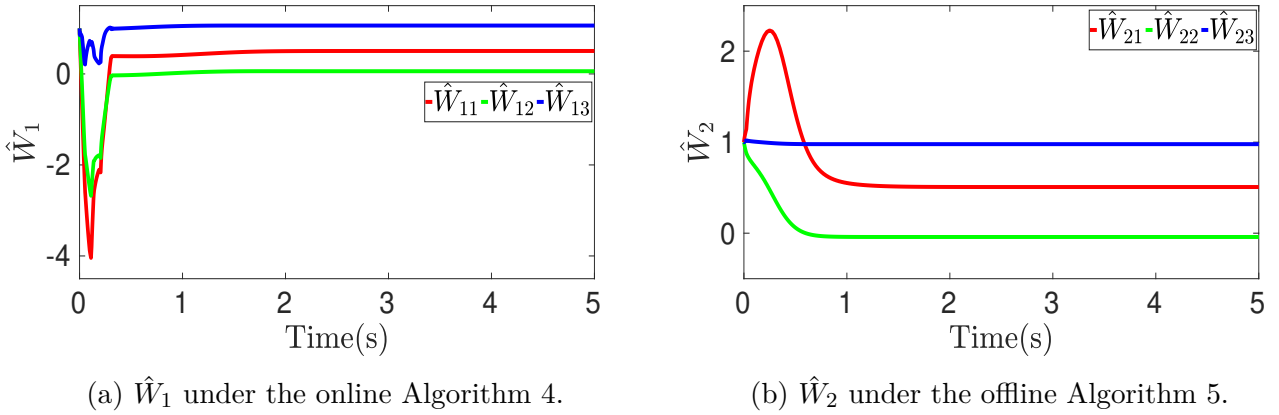 0
-2
-4
Ŵ₁
Ŵ₁₁ Ŵ₁₂ Ŵ₁₃
0 1 2 3 4 5
Time(s)
2
1
0
Ŵ₂
Ŵ₂₁ Ŵ₂₂ Ŵ₂₃
0 1 2 3 4 5
Time(s)
(a) Ŵ₁ under the online Algorithm 4.
(b) Ŵ₂ under the offline Algorithm 5.